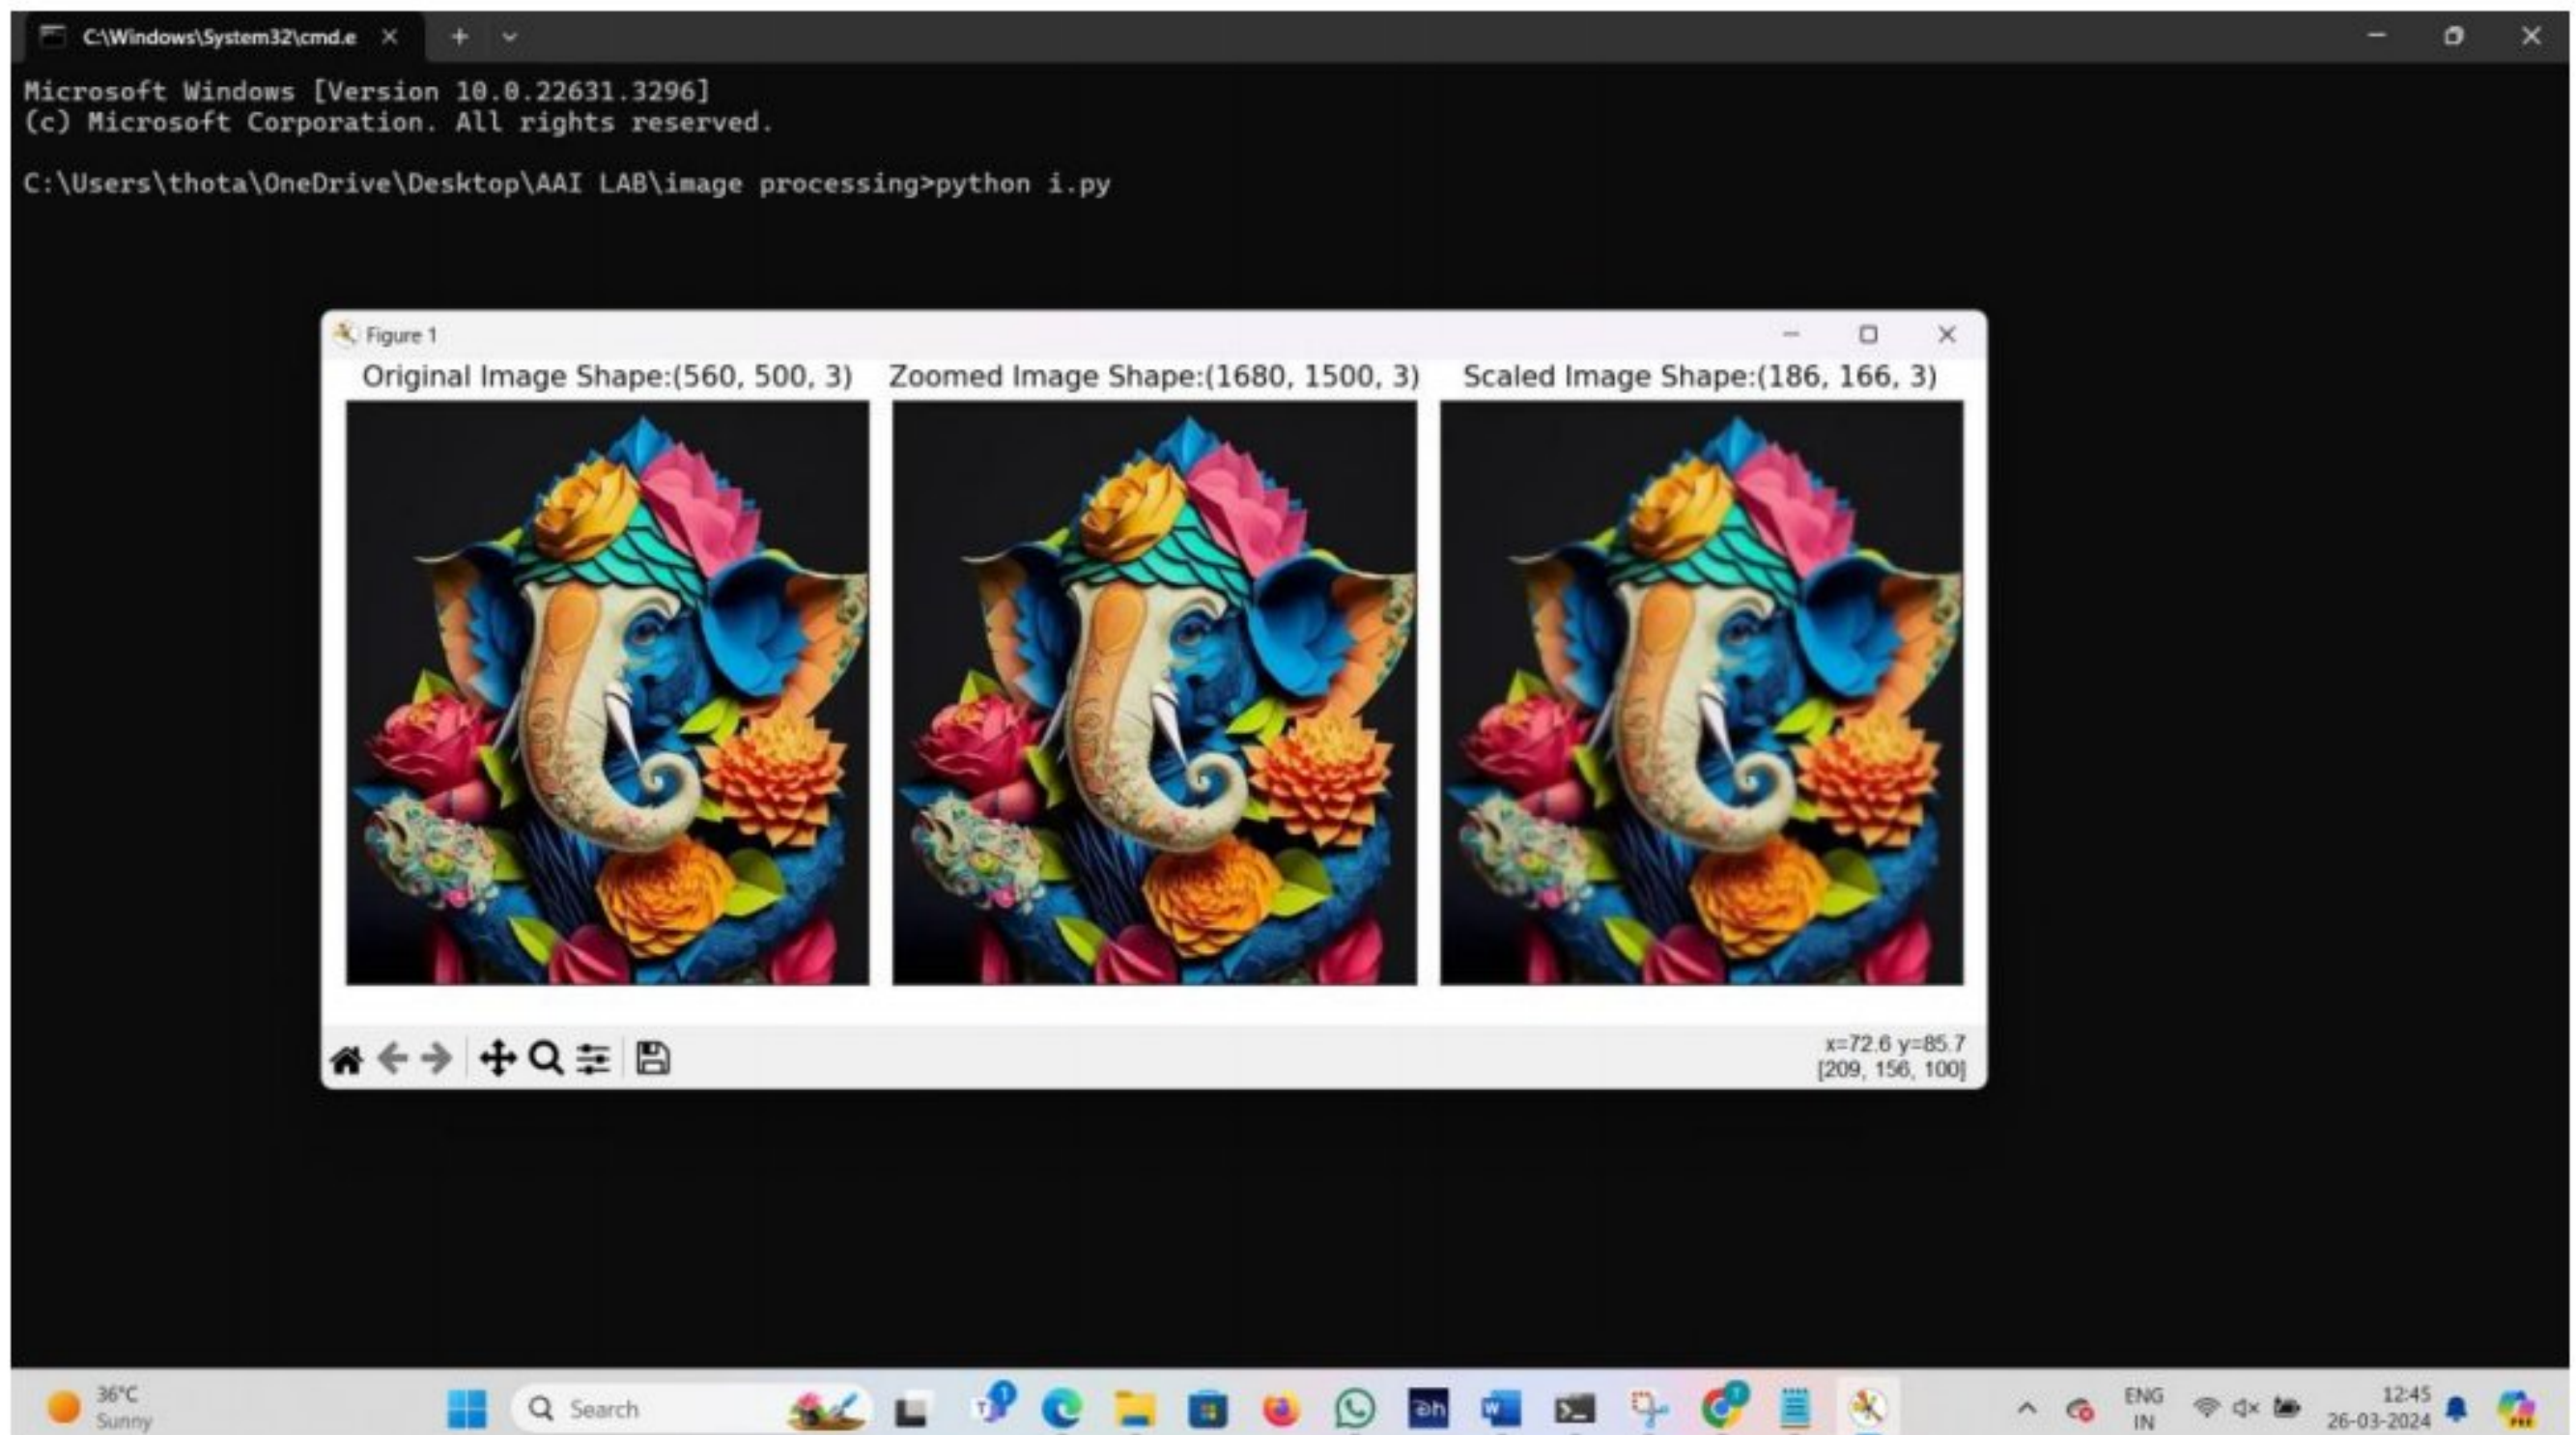 C:\Windows\System32\cmd.e
Microsoft Windows [Version 10.0.22631.3296]
(c) Microsoft Corporation. All rights reserved.
C:\Users\thota\OneDrive\Desktop\AAI LAB\image processing>python i.py
Figure 1
Original Image Shape:(560, 500, 3) Zoomed Image Shape:(1680, 1500, 3) Scaled Image Shape:(186, 166, 3)
x=72.6 y=85.7
[209, 156, 100]
36°C
Sunny
Search
ENG
IN
12:45
26-03-2024